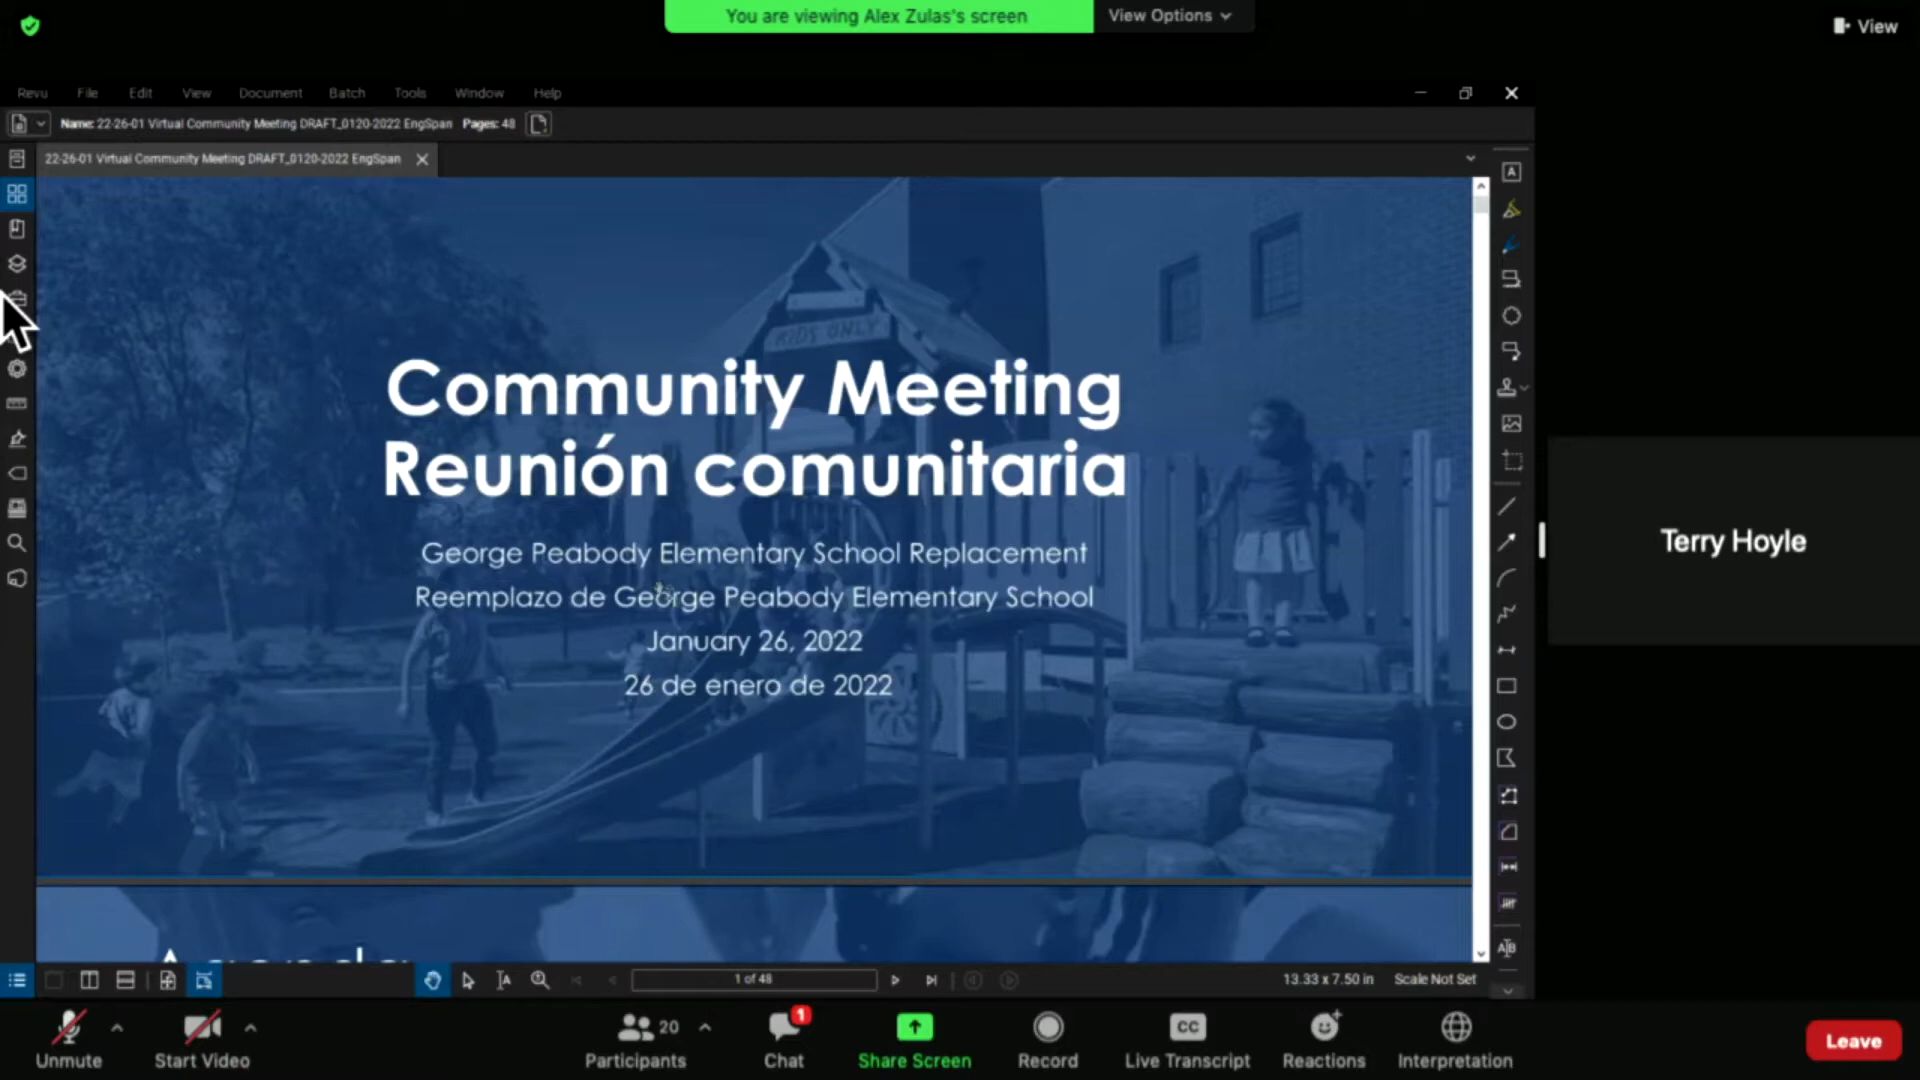 You are viewing Alex Zulas's screen
View Options
View
Revu File Edit View Document Batch Tools Window Help
Name: 22-26-01 Virtual Community Meeting DRAFT_0120-2022 EngSpan Pages: 48
22-26-01 Virtual Community Meeting DRAFT_0120-2022 EngSpan
KIDS ONLY
Community Meeting
Reunión comunitaria
George Peabody Elementary School Replacement
Reemplazo de George Peabody Elementary School
January 26, 2022
26 de enero de 2022
Terry Hoyle
Agenda
1 of 48
13.33 x 7.50 in
Scale Not Set
20
1
CC
Unmute
Start Video
Participants
Chat
Share Screen
Record
Live Transcript
Reactions
Interpretation
Leave